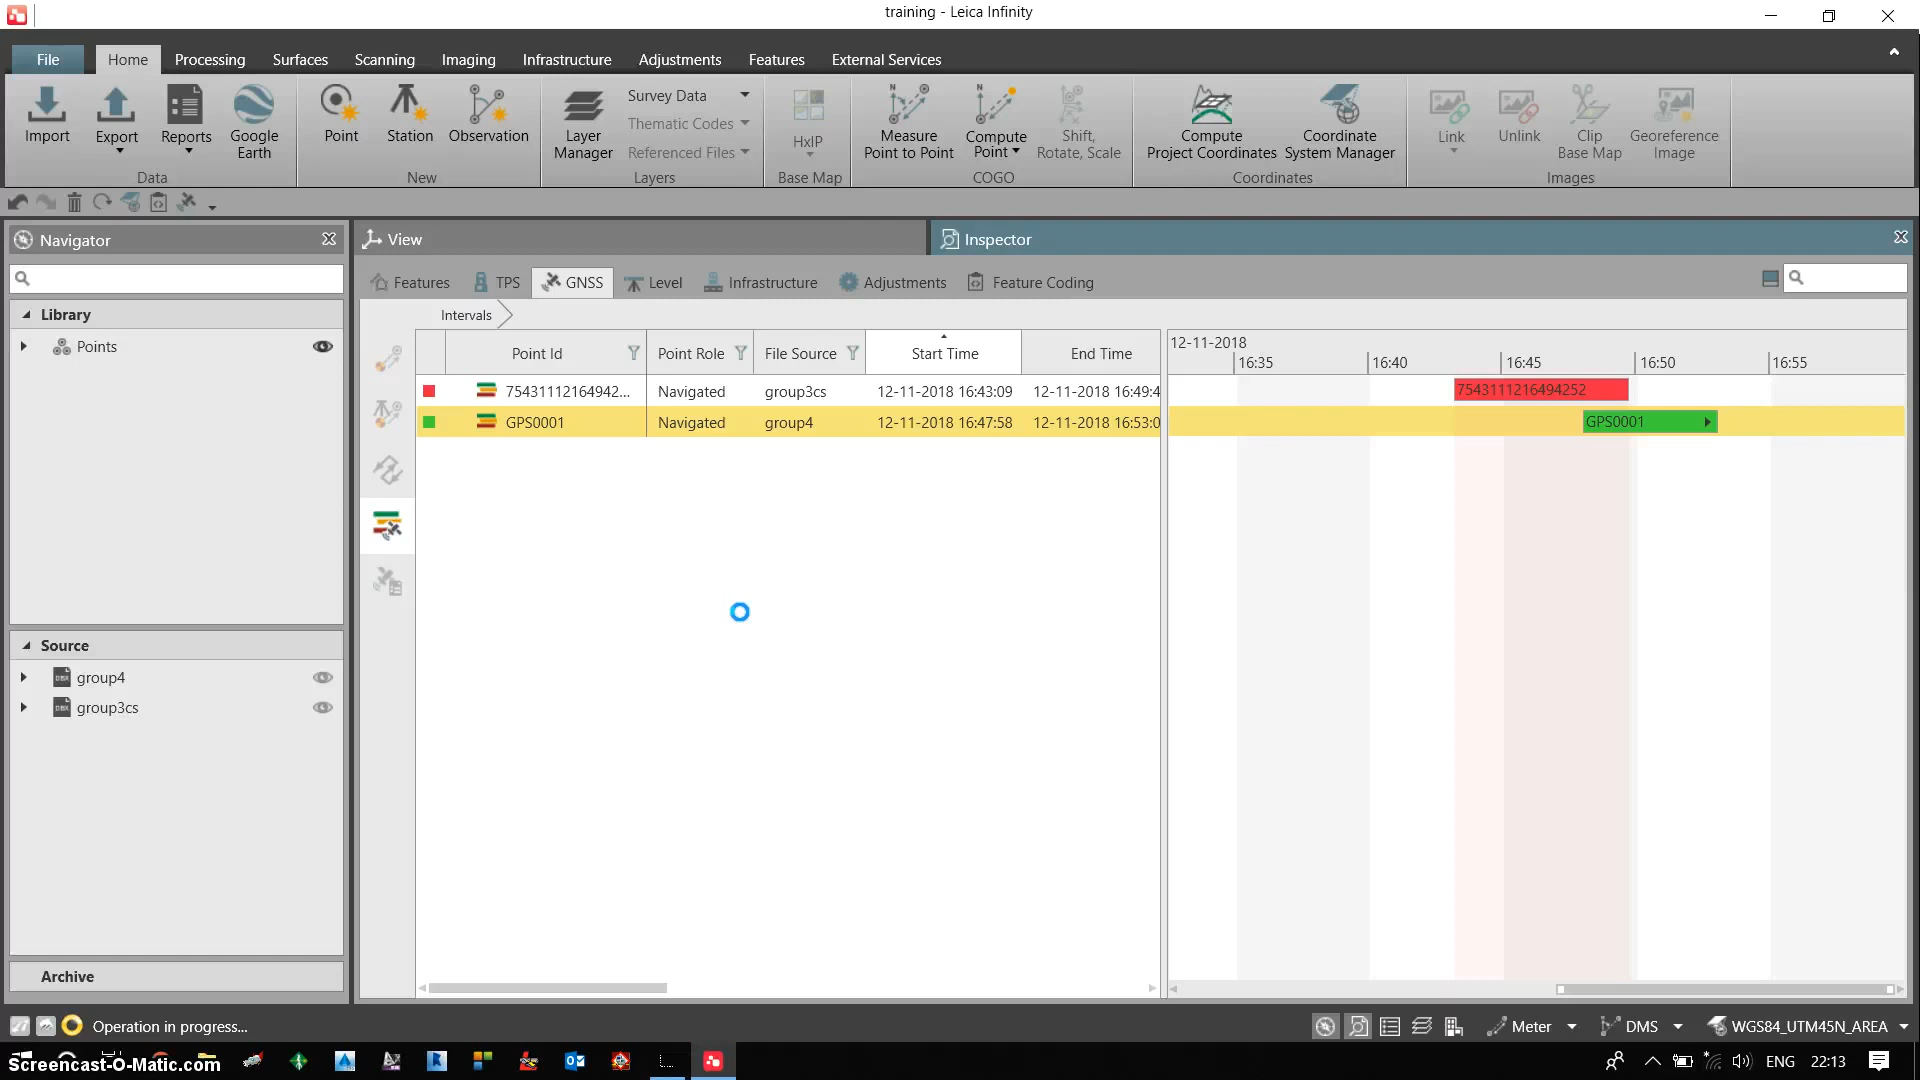 training - Leica Infinity
File Home Processing Surfaces Scanning Imaging Infrastructure Adjustments Features External Services
Import
Export
Reports
Google
Earth
Data
Point
Station
Observation
New
Layer
Manager
Survey Data
Thematic Codes
Referenced Files
Layers
HxIP
Base Map
Measure
Point to Point
Compute
Point
Shift,
Rotate, Scale
COGO
Compute
Project Coordinates
Coordinate
System Manager
Coordinates
Link
Unlink
Clip
Base Map
Georeference
Image
Images
Navigator
View
Inspector
Features TPS GNSS Level Infrastructure Adjustments Feature Coding
Library
Points
Intervals
Point Id Point Role File Source Start Time End Time
75431112164942... Navigated group3cs 12-11-2018 16:43:09 12-11-2018 16:49:4
GPS0001 Navigated group4 12-11-2018 16:47:58 12-11-2018 16:53:0
12-11-2018
16:35 16:40 16:45 16:50 16:55
7543111216494252
GPS0001
Source
group4
group3cs
Archive
Operation in progress...
Meter DMS WGS84_UTM45N_AREA
Screencast-O-Matic.com
ENG 22:13